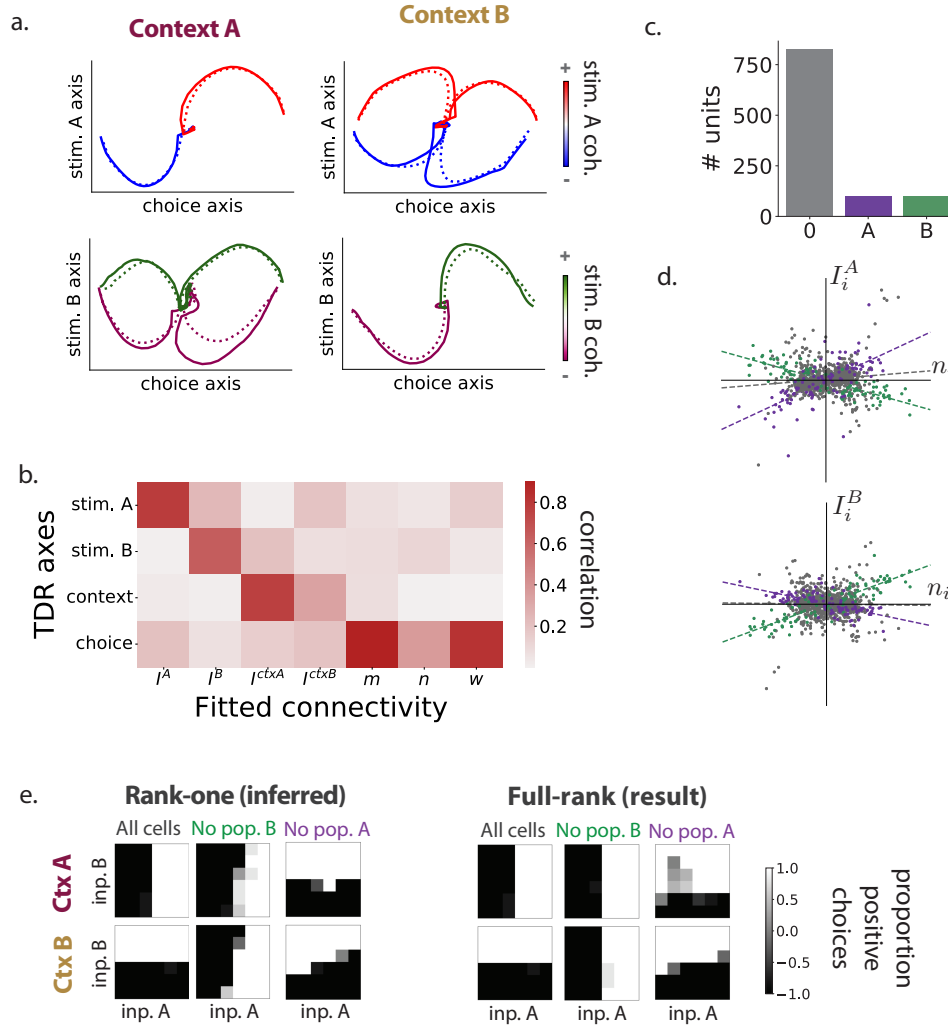 a.
Context A
Context B
stim. A axis
choice axis
choice axis
+
stim. A coh.
-
stim. B axis
choice axis
stim. B axis
choice axis
+
stim. B coh.
-
c.
# units
750
500
250
0
0
A
B
d.
I_i^A
n
I_i^B
n_i
b.
TDR axes
stim. A
stim. B
context
choice
I^A
I^B
I^ctxA
I^ctxB
m
n
w
Fitted connectivity
0.8
0.6
0.4
0.2
correlation
e.
Rank-one (inferred)
Full-rank (result)
All cells
No pop. B
No pop. A
All cells
No pop. B
No pop. A
Ctx A
inp. B
Ctx B
inp. B
inp. A
inp. A
inp. A
inp. A
inp. A
inp. A
1.0
0.5
0.0
−0.5
−1.0
proportion
positive
choices